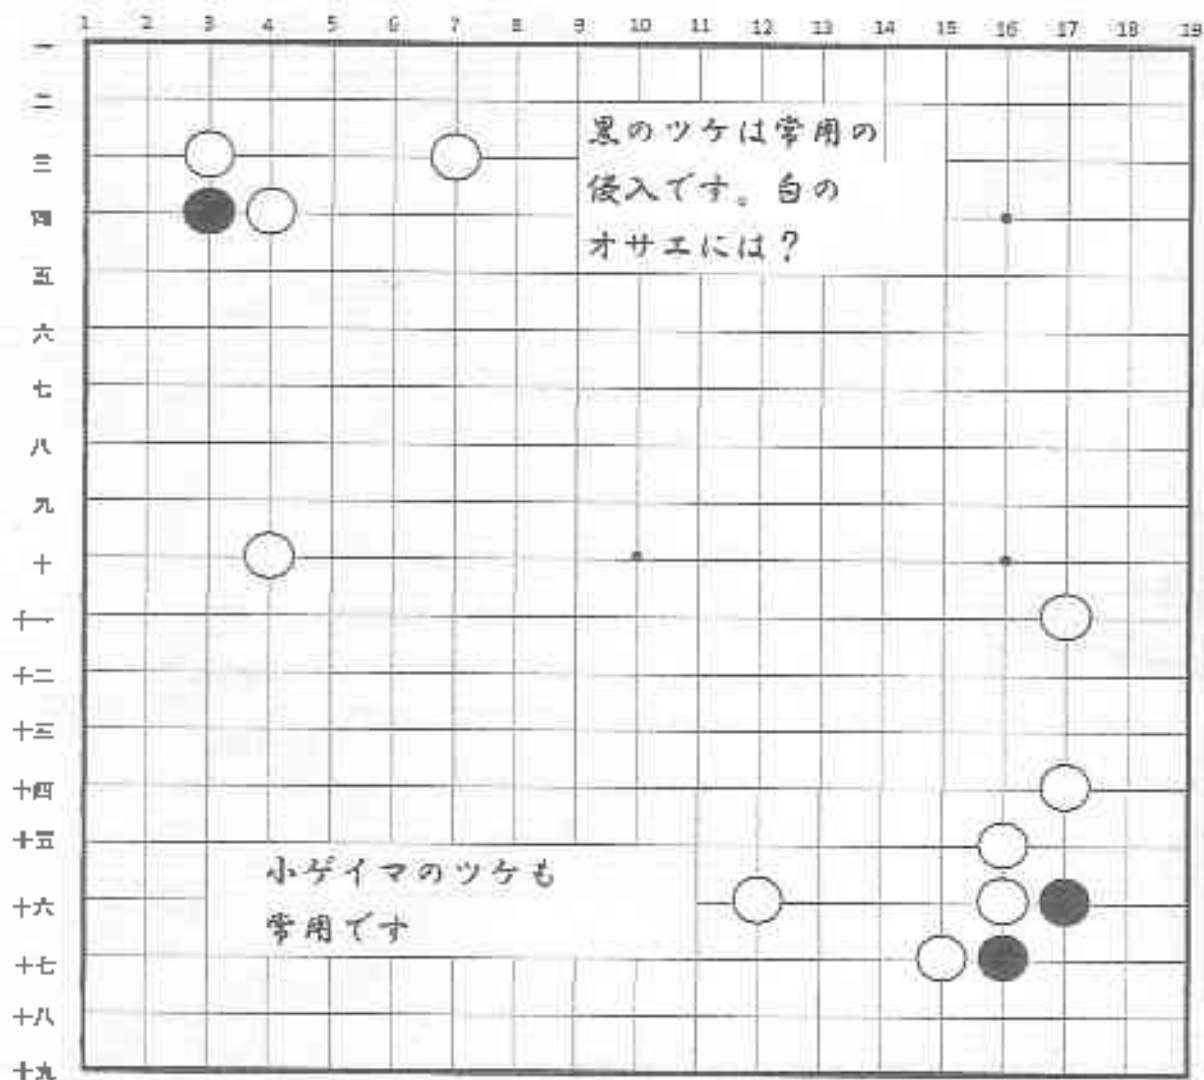 1 2 3 4 5 6 7 8 9 10 11 12 13 14 15 16 17 18 19
一
二
三
四
五
六
七
八
九
十
十一
十二
十三
十四
十五
十六
十七
十八
十九
黒のツケは常用の
侵入です。白の
オサエには？
小ゲイマのツケも
常用です